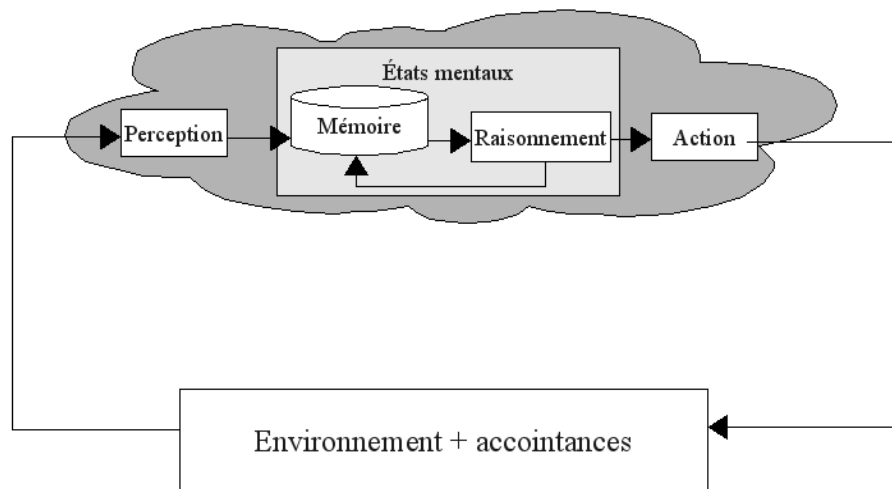 États mentaux
Perception
Mémoire
Raisonnement
Action
Environnement + accointances